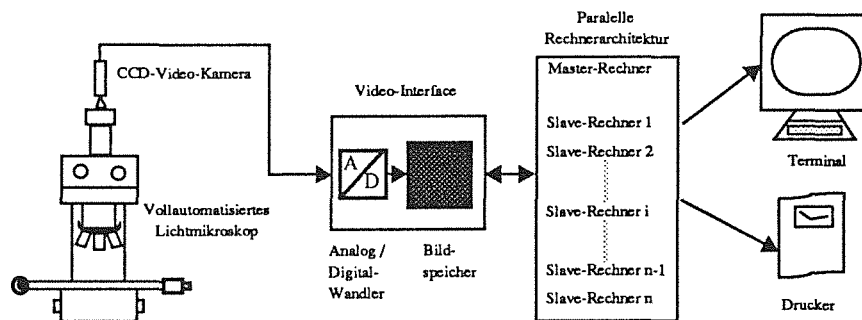 CCD-Video-Kamera
Vollautomatisiertes
Lichtmikroskop
Video-Interface
A
D
Analog /
Digital-
Wandler
Bild-
speicher
Paralelle
Rechnerarchitektur
Master-Rechner
Slave-Rechner 1
Slave-Rechner 2
Slave-Rechner i
Slave-Rechner n-1
Slave-Rechner n
Terminal
Drucker